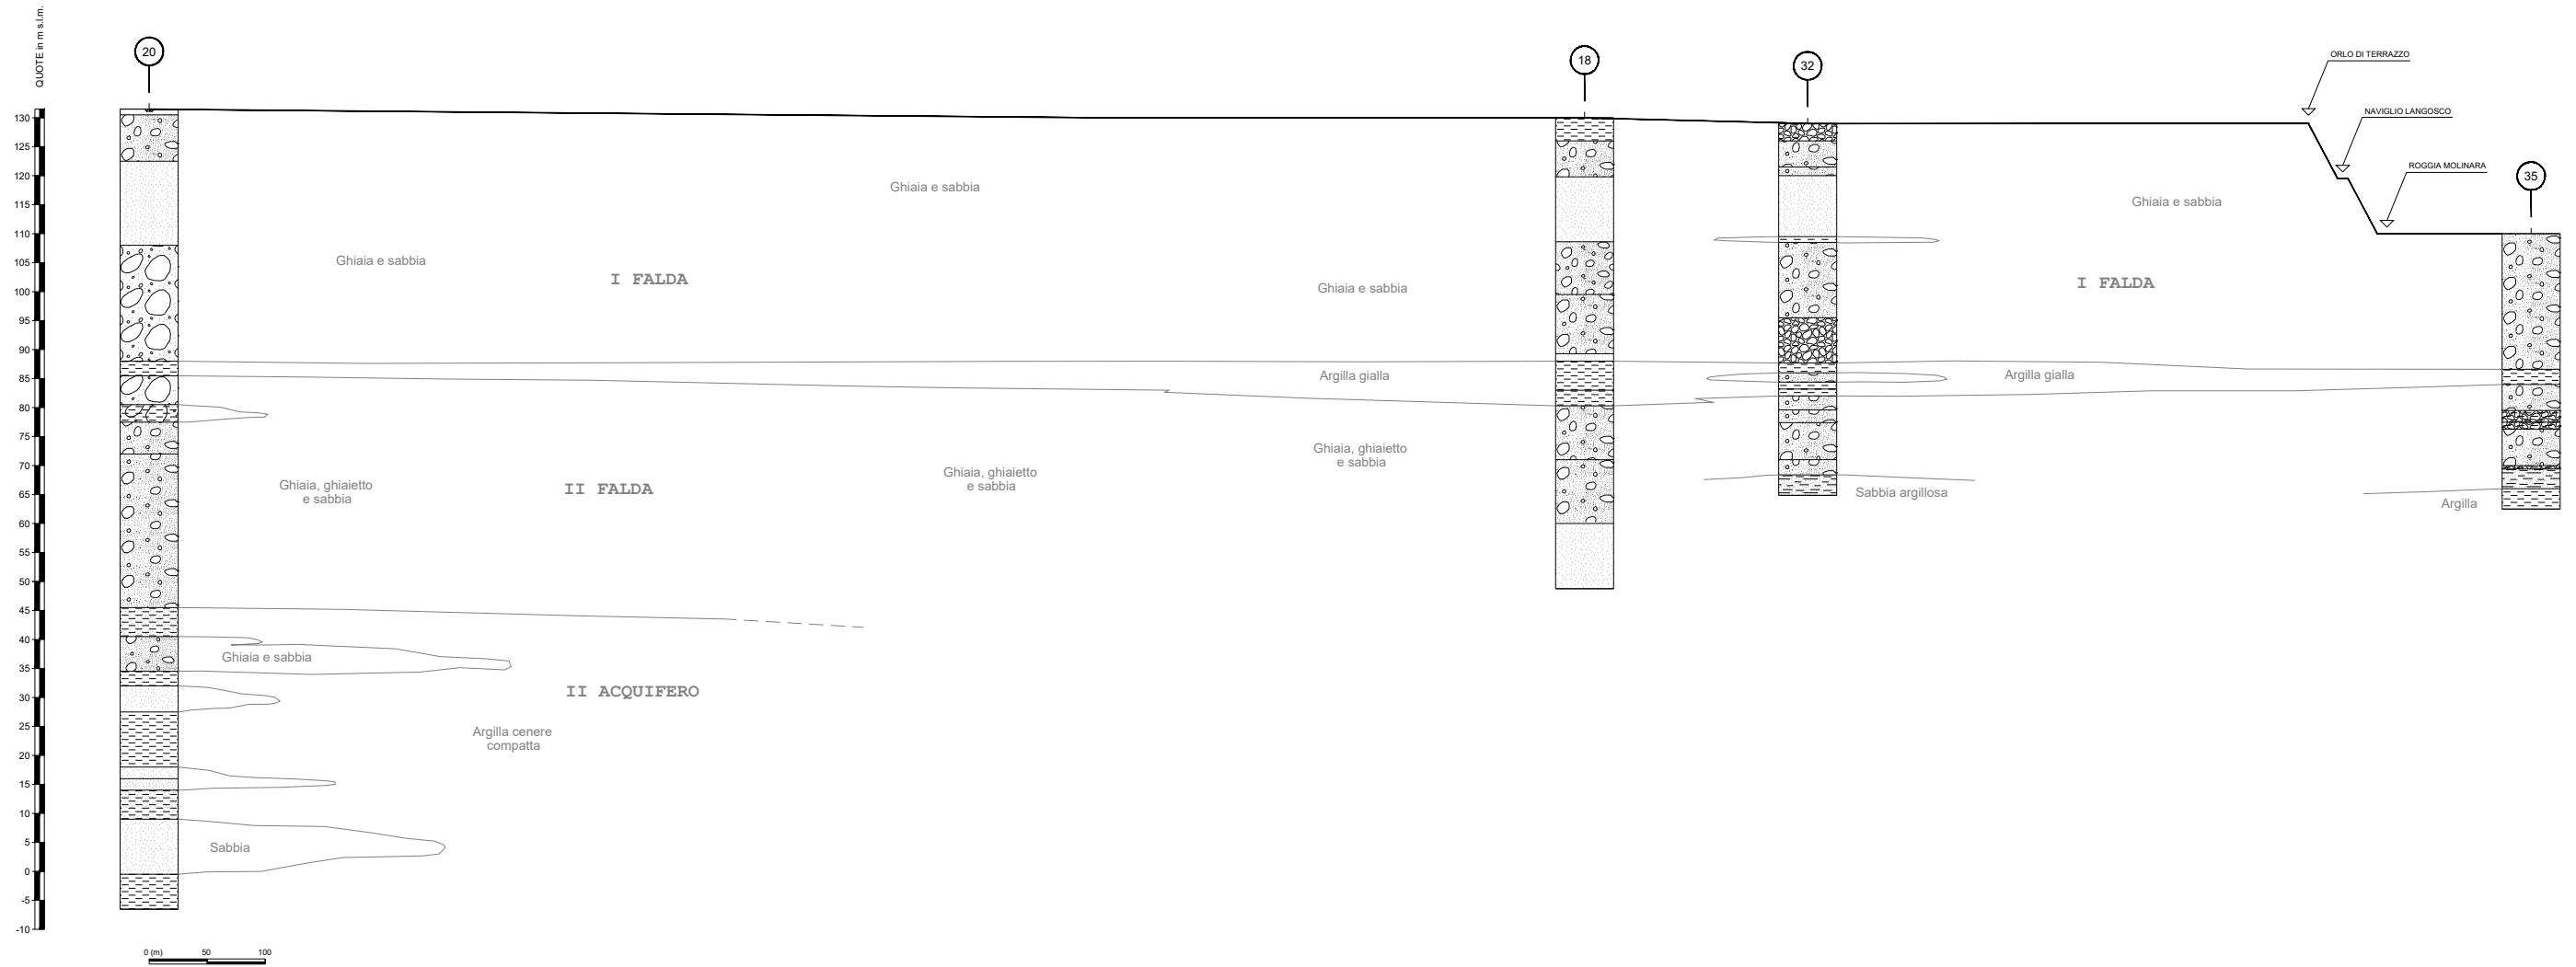 QUOTE in m s.l.m.
20
18
32
35
ORLO DI TERRAZZO
NAVIGLIO LANGOSCO
ROGGIA MOLINARA
130
125
120
115
110
105
100
95
90
85
80
75
70
65
60
55
50
45
40
35
30
25
20
15
10
5
0
-5
-10
Ghiaia e sabbia
Ghiaia e sabbia
Ghiaia e sabbia
I FALDA
Ghiaia e sabbia
I FALDA
Argilla gialla
Argilla gialla
Ghiaia, ghiaietto
e sabbia
II FALDA
Ghiaia, ghiaietto
e sabbia
Ghiaia, ghiaietto
e sabbia
Sabbia argillosa
Argilla
Ghiaia e sabbia
II ACQUIFERO
Argilla cenere
compatta
Sabbia
0 (m) 50 100